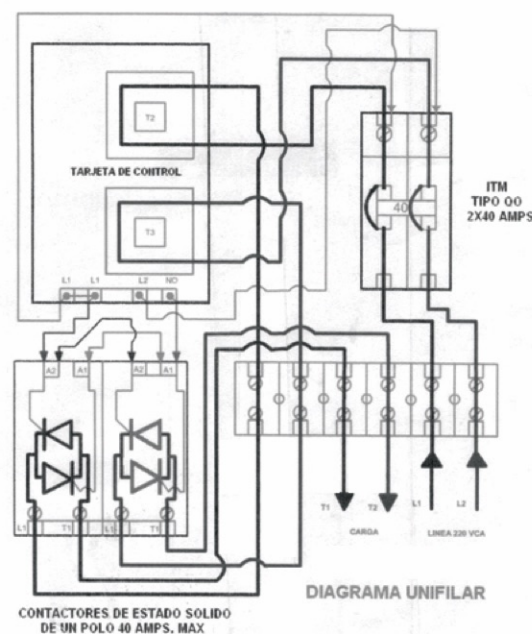 T2
TARJETA DE CONTROL
T3
L1 L1 L2 NO
ITM
TIPO QO
2X40 AMPS
40
A2 A1 A2 A1
L1 T1 L1 T1
T1 T2 L1 L2
CARGA LINEA 220 VCA
DIAGRAMA UNIFILAR
CONTACTORES DE ESTADO SOLIDO
DE UN POLO 40 AMPS, MAX